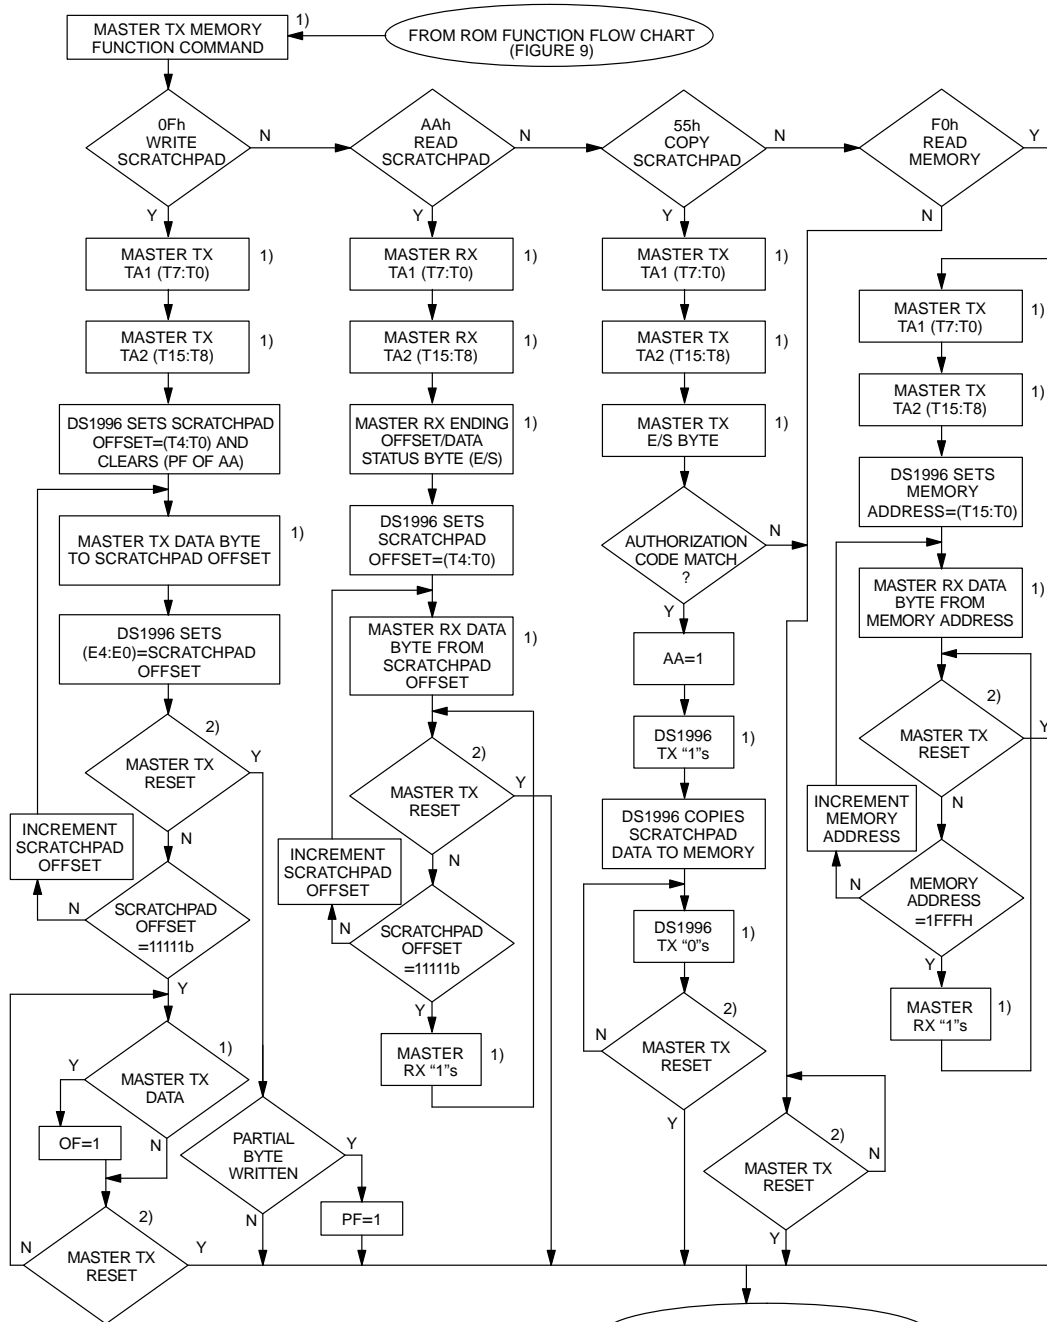 MASTER TX MEMORY
FUNCTION COMMAND
1)
FROM ROM FUNCTION FLOW CHART
(FIGURE 9)
0Fh
WRITE
SCRATCHPAD
N
Y
AAh
READ
SCRATCHPAD
N
Y
55h
COPY
SCRATCHPAD
N
Y
F0h
READ
MEMORY
Y
N
MASTER TX
TA1 (T7:T0)
1)
MASTER TX
TA2 (T15:T8)
1)
DS1996 SETS SCRATCHPAD
OFFSET=(T4:T0) AND
CLEARS (PF OF AA)
MASTER TX DATA BYTE
TO SCRATCHPAD OFFSET
1)
DS1996 SETS
(E4:E0)=SCRATCHPAD
OFFSET
2)
MASTER TX
RESET
Y
N
INCREMENT
SCRATCHPAD
OFFSET
N
SCRATCHPAD
OFFSET
=11111b
Y
1)
MASTER TX
DATA
Y
N
OF=1
2)
MASTER TX
RESET
N
Y
PARTIAL
BYTE
WRITTEN
Y
N
PF=1
MASTER RX
TA1 (T7:T0)
1)
MASTER RX
TA2 (T15:T8)
1)
MASTER RX ENDING
OFFSET/DATA
STATUS BYTE (E/S)
1)
DS1996 SETS
SCRATCHPAD
OFFSET=(T4:T0)
MASTER RX DATA
BYTE FROM
SCRATCHPAD
OFFSET
1)
2)
MASTER TX
RESET
Y
N
INCREMENT
SCRATCHPAD
OFFSET
N
SCRATCHPAD
OFFSET
=11111b
Y
MASTER
RX “1”s
1)
MASTER TX
TA1 (T7:T0)
1)
MASTER TX
TA2 (T15:T8)
1)
MASTER TX
E/S BYTE
1)
AUTHORIZATION
CODE MATCH
?
N
Y
AA=1
DS1996
TX “1”s
1)
DS1996 COPIES
SCRATCHPAD
DATA TO MEMORY
DS1996
TX “0”s
1)
2)
MASTER TX
RESET
N
Y
2)
MASTER TX
RESET
N
Y
MASTER TX
TA1 (T7:T0)
1)
MASTER TX
TA2 (T15:T8)
1)
DS1996 SETS
MEMORY
ADDRESS=(T15:T0)
MASTER RX DATA
BYTE FROM
MEMORY ADDRESS
1)
2)
MASTER TX
RESET
Y
N
INCREMENT
MEMORY
ADDRESS
N
MEMORY
ADDRESS
=1FFFH
Y
MASTER
RX “1”s
1)